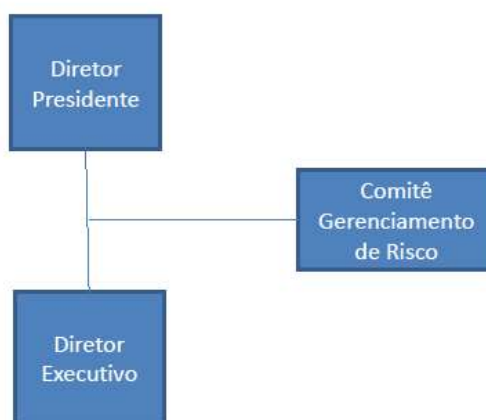 Diretor
Presidente
Comitê
Gerenciamento
de Risco
Diretor
Executivo